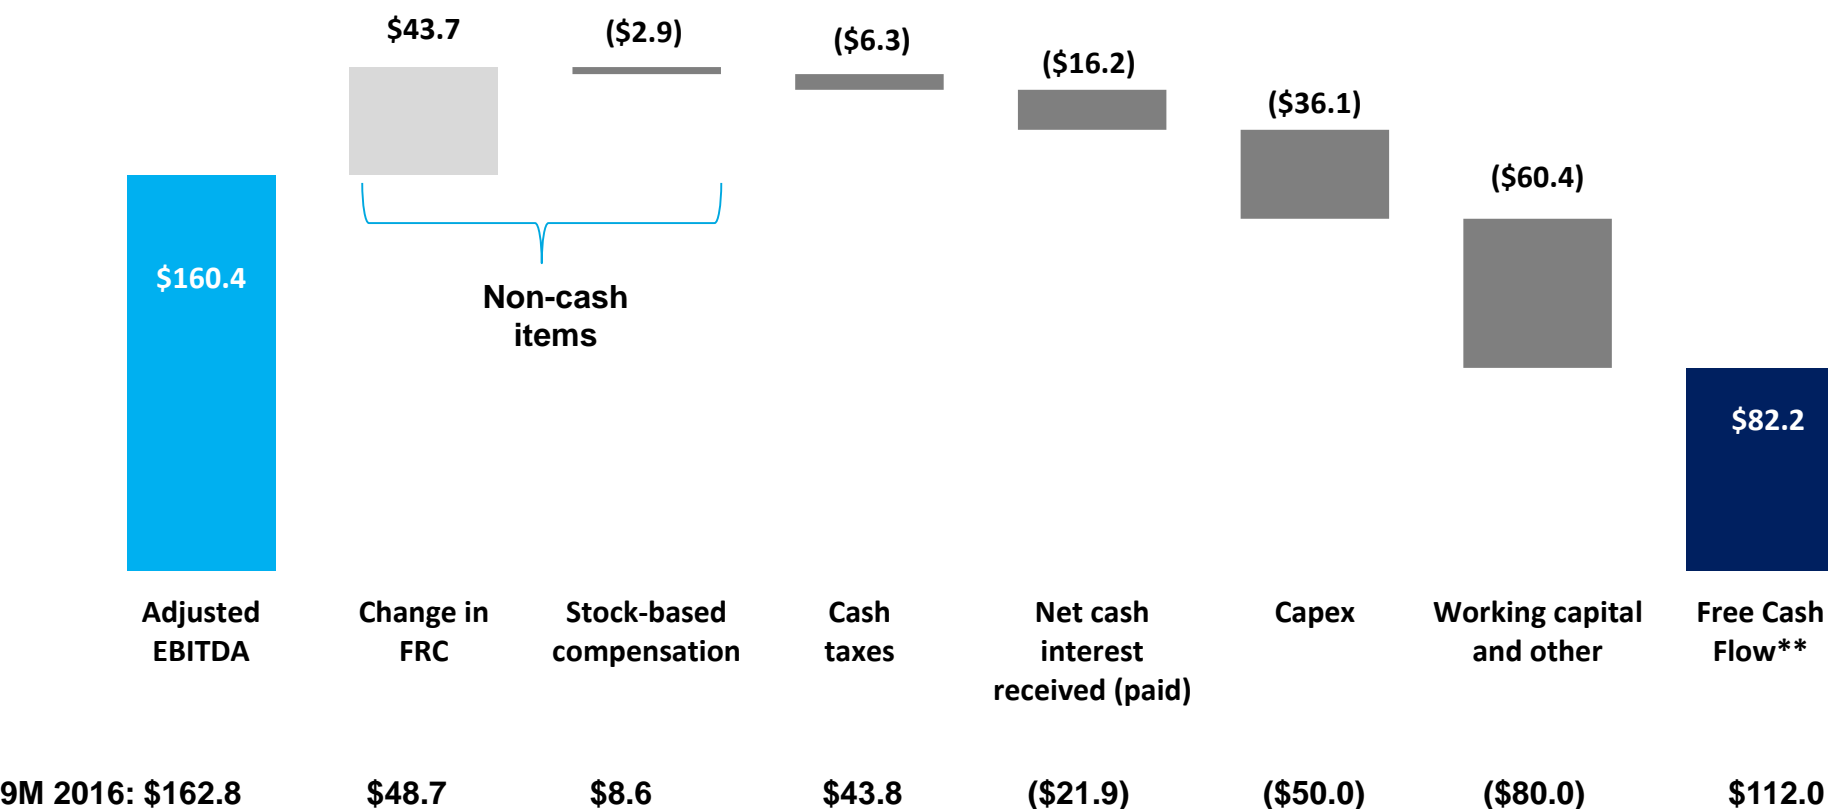 $43.7
($2.9)
($6.3)
($16.2)
($36.1)
($60.4)
$160.4
$82.2
Non-cash
items
Adjusted
EBITDA
Change in
FRC
Stock-based
compensation
Cash
taxes
Net cash
interest
received (paid)
Capex
Working capital
and other
Free Cash
Flow**
9M 2016: $162.8 $48.7 $8.6 $43.8 ($21.9) ($50.0) ($80.0) $112.0